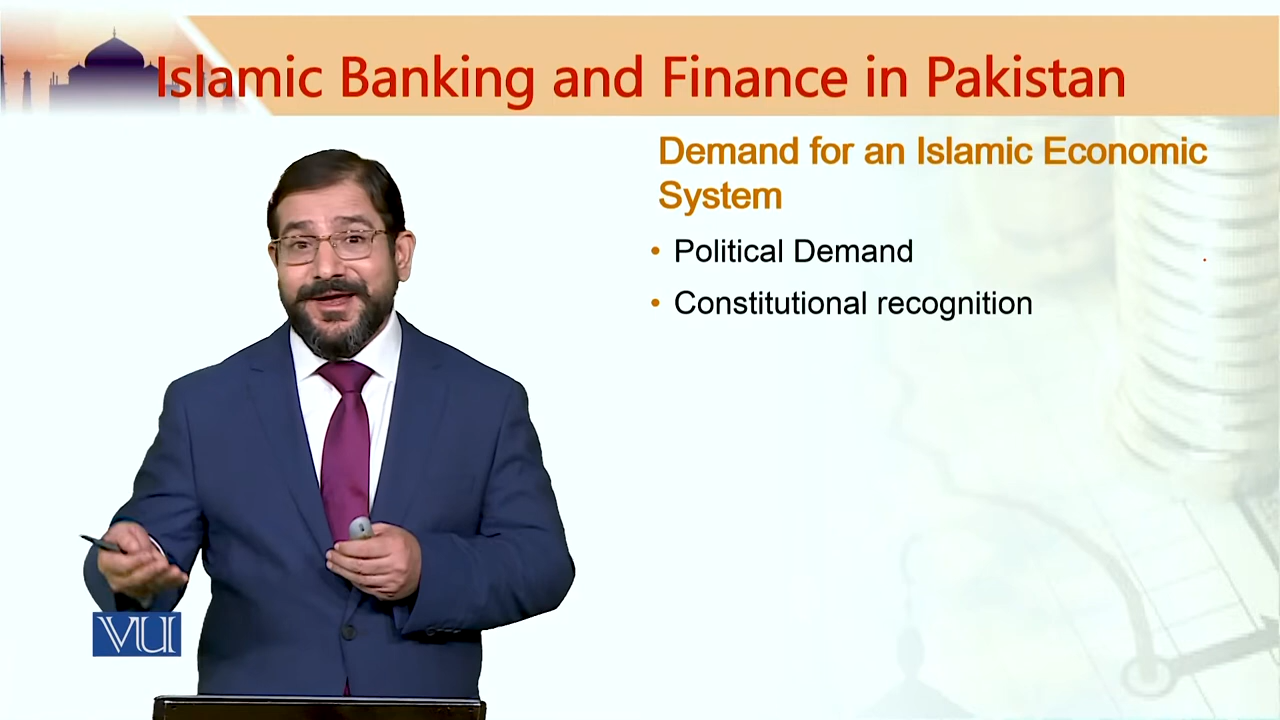 Islamic Banking and Finance in Pakistan
Demand for an Islamic Economic
System
• Political Demand
• Constitutional recognition
VU